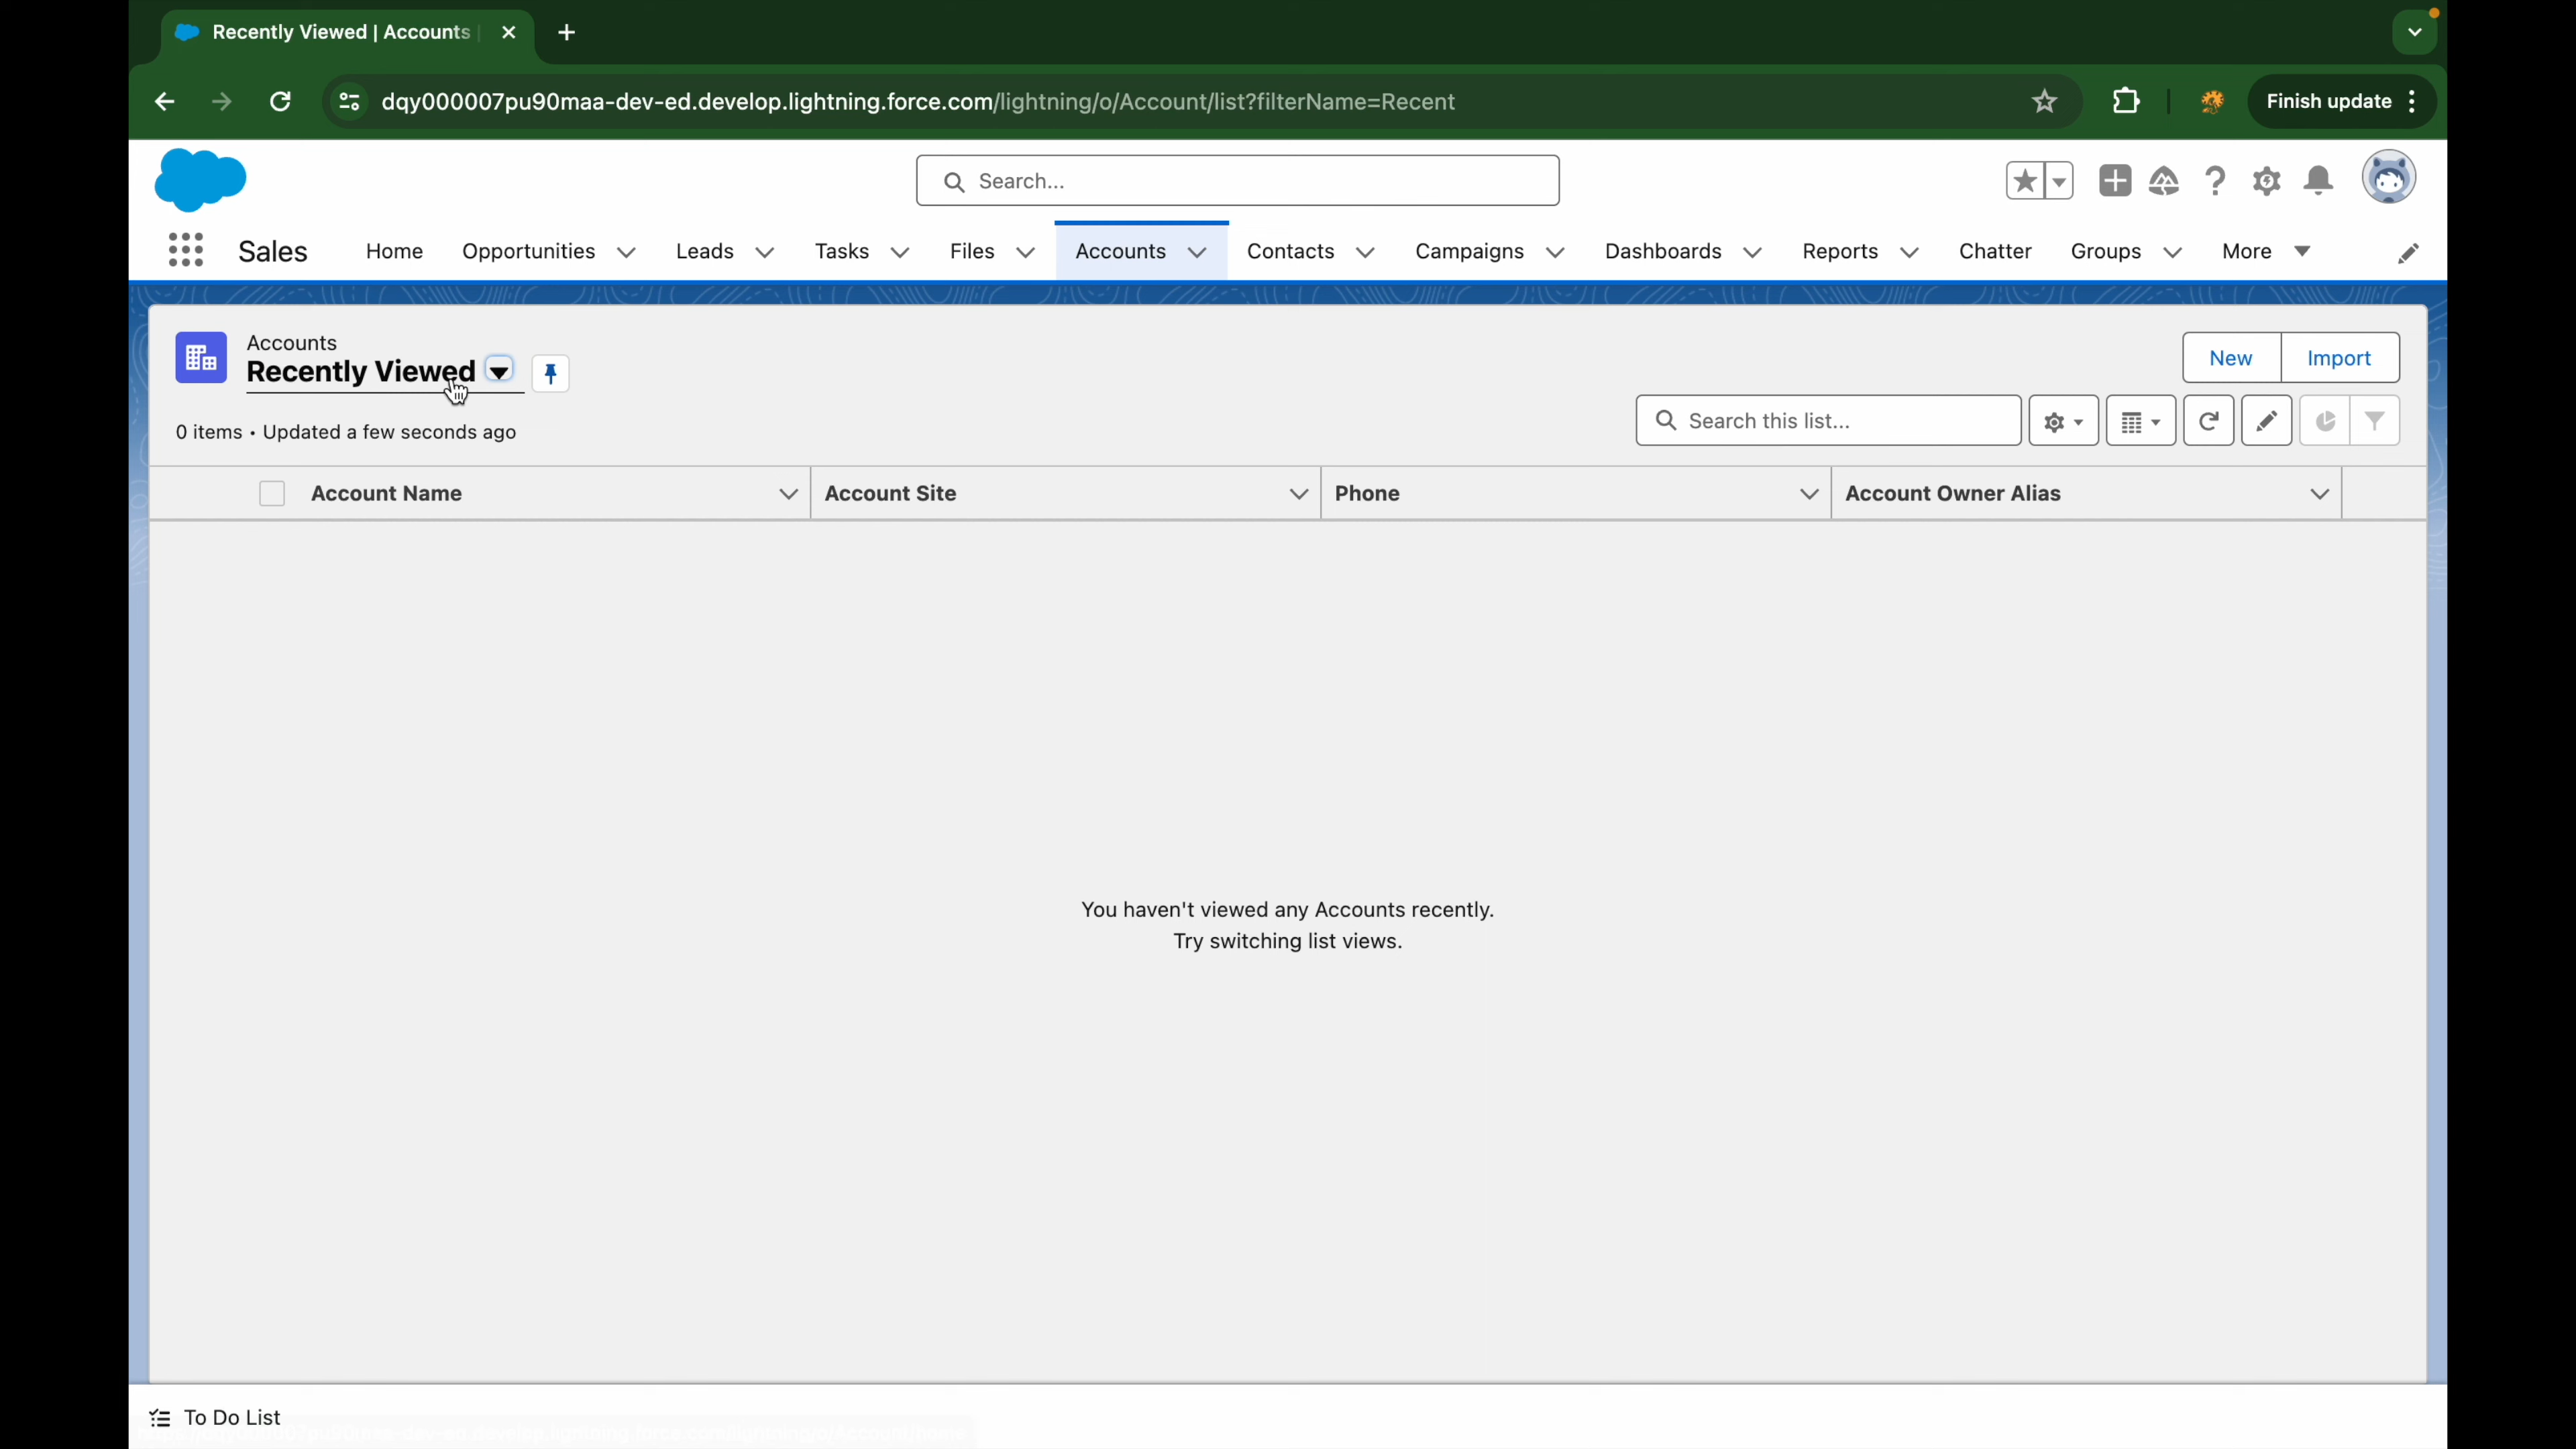 Recently Viewed | Accounts
dqy000007pu90maa-dev-ed.develop.lightning.force.com/lightning/o/Account/list?filterName=Recent
Finish update
Search...
Sales
Home
Opportunities
Leads
Tasks
Files
Accounts
Contacts
Campaigns
Dashboards
Reports
Chatter
Groups
More
Accounts
Recently Viewed
New
Import
0 items • Updated a few seconds ago
Search this list...
Account Name
Account Site
Phone
Account Owner Alias
You haven't viewed any Accounts recently.
Try switching list views.
To Do List